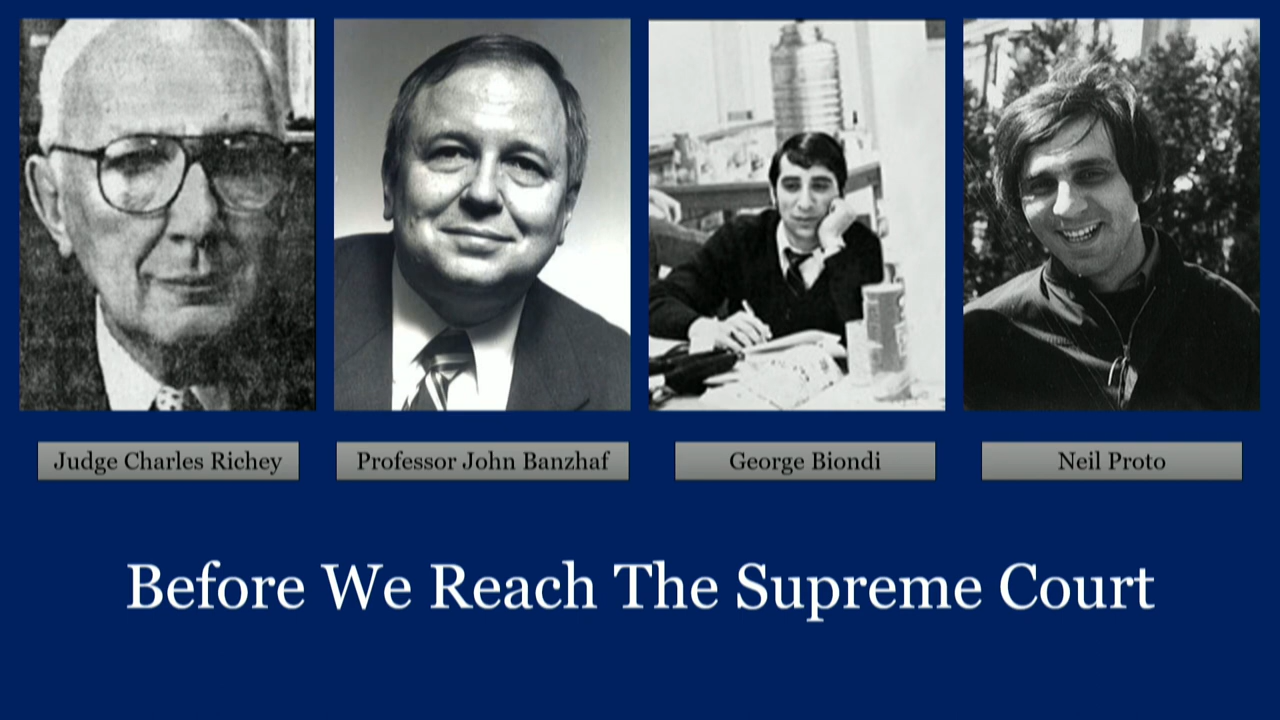 Judge Charles Richey
Professor John Banzhaf
George Biondi
Neil Proto
Before We Reach The Supreme Court